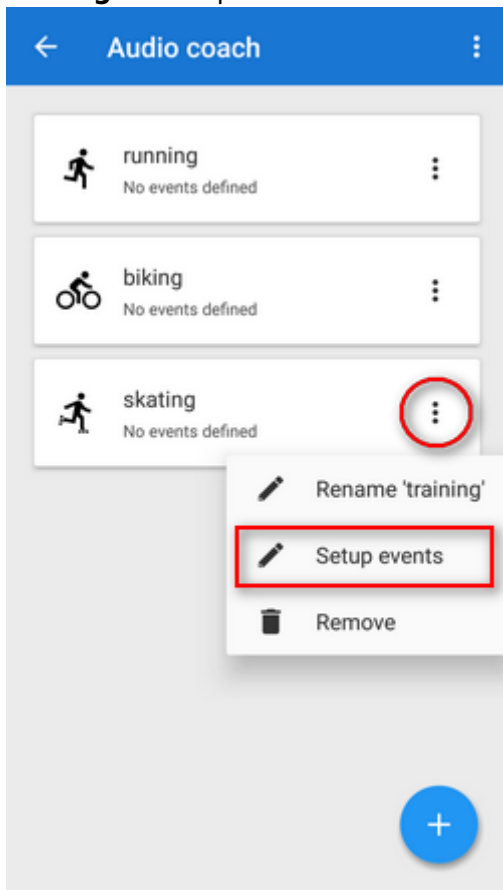 Audio coach
running
No events defined
biking
No events defined
skating
No events defined
Rename 'training'
Setup events
Remove